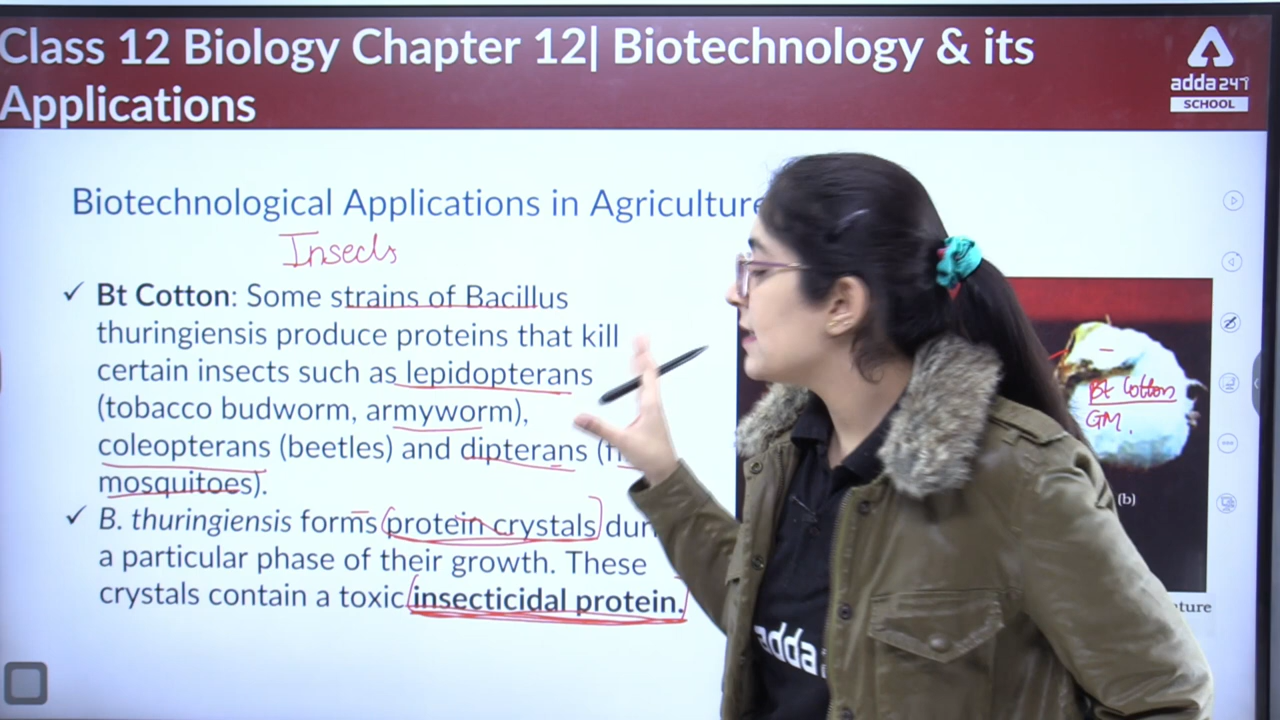 Class 12 Biology Chapter 12| Biotechnology & its
Applications
adda247
SCHOOL
Biotechnological Applications in Agriculture
Insects
✓ Bt Cotton: Some strains of Bacillus
thuringiensis produce proteins that kill
certain insects such as lepidopterans
(tobacco budworm, armyworm),
coleopterans (beetles) and dipterans (
mosquitoes).
✓ B. thuringiensis forms protein crystals
a particular phase of their growth. These
crystals contain a toxic insecticidal protein.
Bt Cotton
GM.
(b)
adda